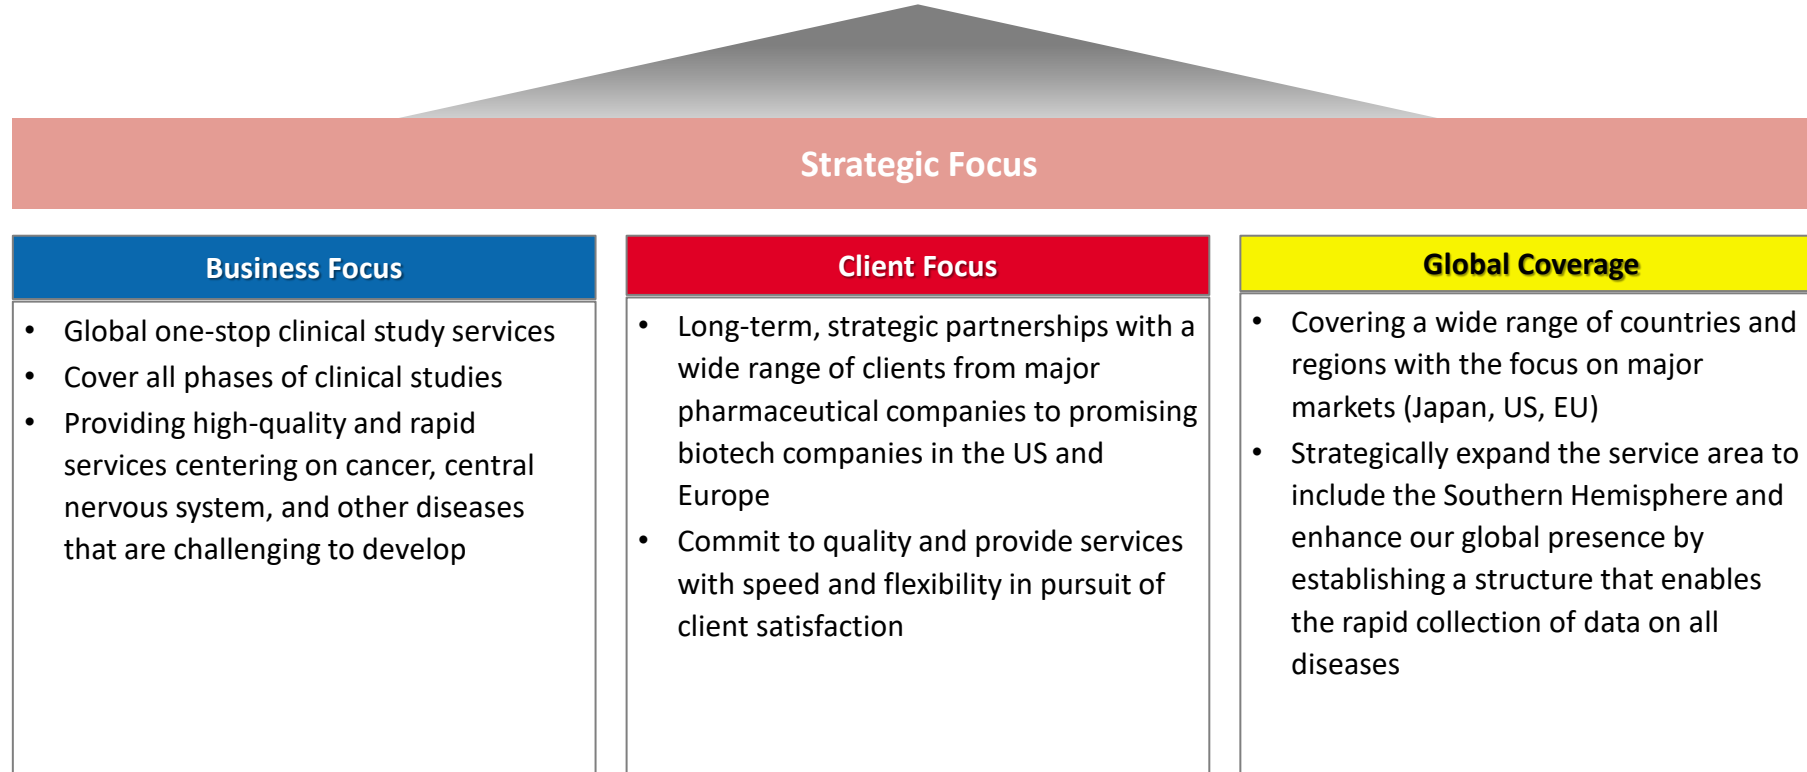 Strategic Focus
Business Focus
• Global one-stop clinical study services
• Cover all phases of clinical studies
• Providing high-quality and rapid
services centering on cancer, central
nervous system, and other diseases
that are challenging to develop
Client Focus
• Long-term, strategic partnerships with a
wide range of clients from major
pharmaceutical companies to promising
biotech companies in the US and
Europe
• Commit to quality and provide services
with speed and flexibility in pursuit of
client satisfaction
Global Coverage
• Covering a wide range of countries and
regions with the focus on major
markets (Japan, US, EU)
• Strategically expand the service area to
include the Southern Hemisphere and
enhance our global presence by
establishing a structure that enables
the rapid collection of data on all
diseases